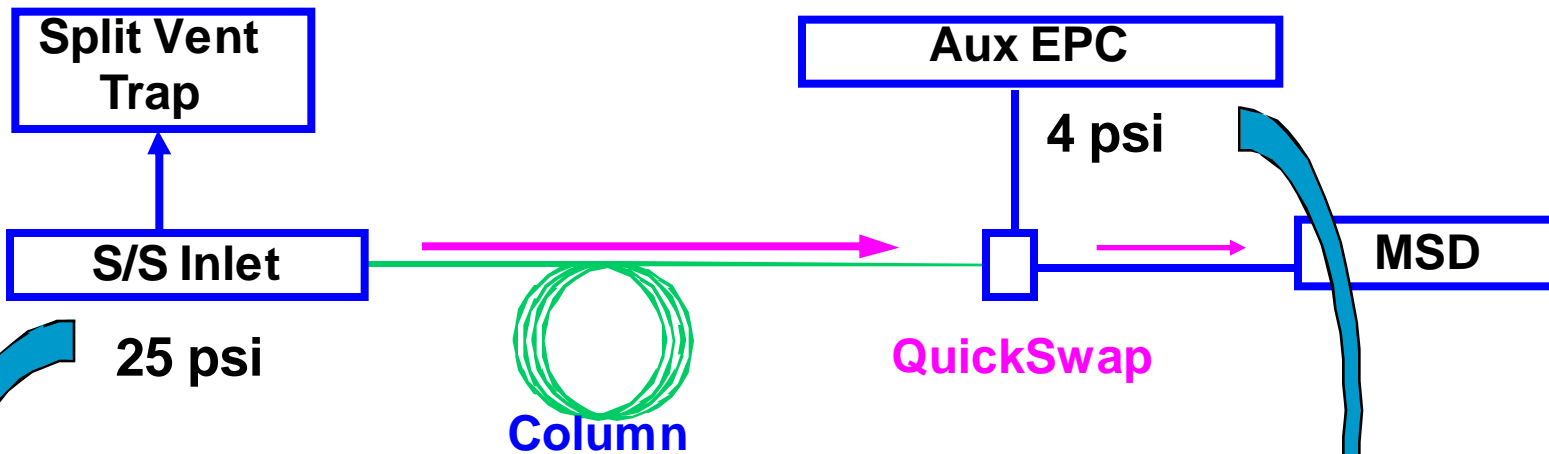 Split Vent
Trap
Aux EPC
4 psi
S/S Inlet
MSD
25 psi
QuickSwap
Column